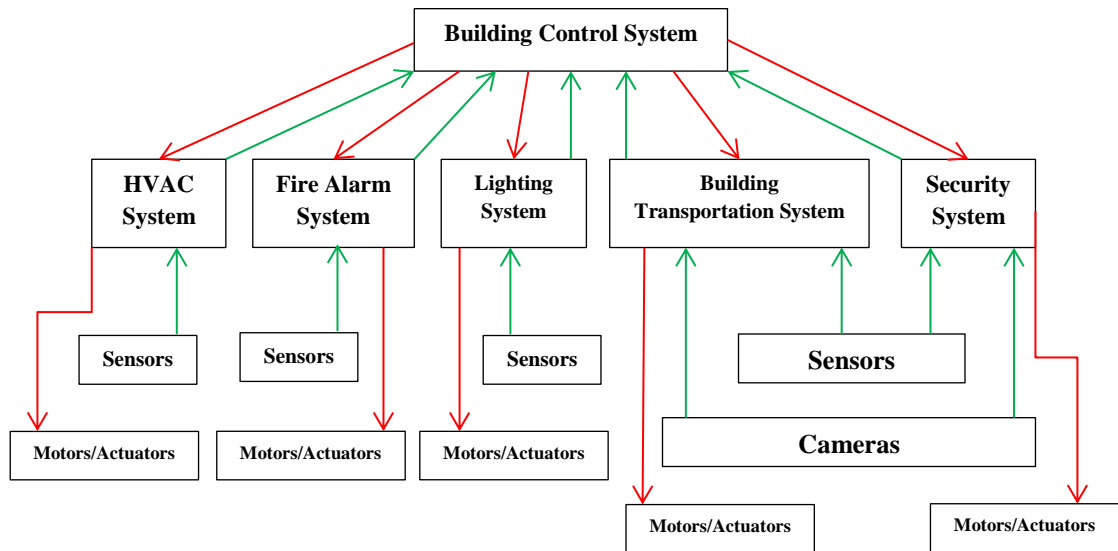 Building Control System
HVAC
System
Fire Alarm
System
Lighting
System
Building
Transportation System
Security
System
Sensors
Sensors
Sensors
Sensors
Motors/Actuators
Motors/Actuators
Motors/Actuators
Cameras
Motors/Actuators
Motors/Actuators